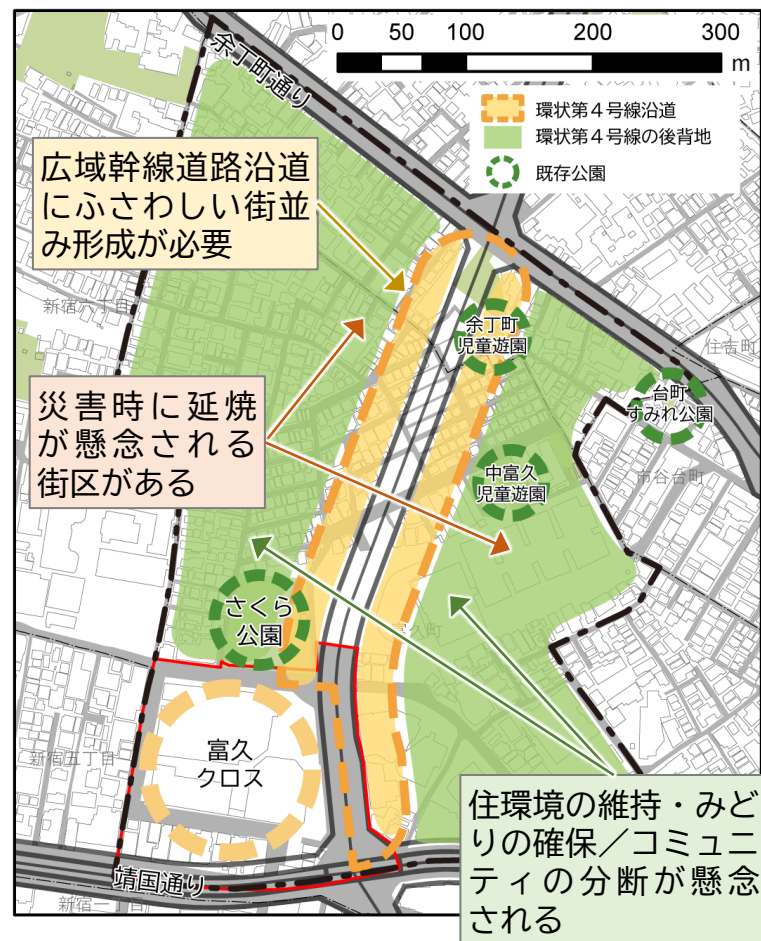 0 50 100 200 300
m
余丁町通り
環状第４号線沿道
環状第４号線の後背地
既存公園
広域幹線道路沿道
にふさわしい街並
み形成が必要
新宿六丁目
余丁町
児童遊園
住吉町
災害時に延焼
が懸念される
街区がある
台町
すみれ公園
市谷台町
中富久
児童遊園
さくら
公園
富久町
富久
クロス
新宿五丁目
住環境の維持・みど
りの確保／コミュニ
ティの分断が懸念
される
靖国通り
新宿一丁目